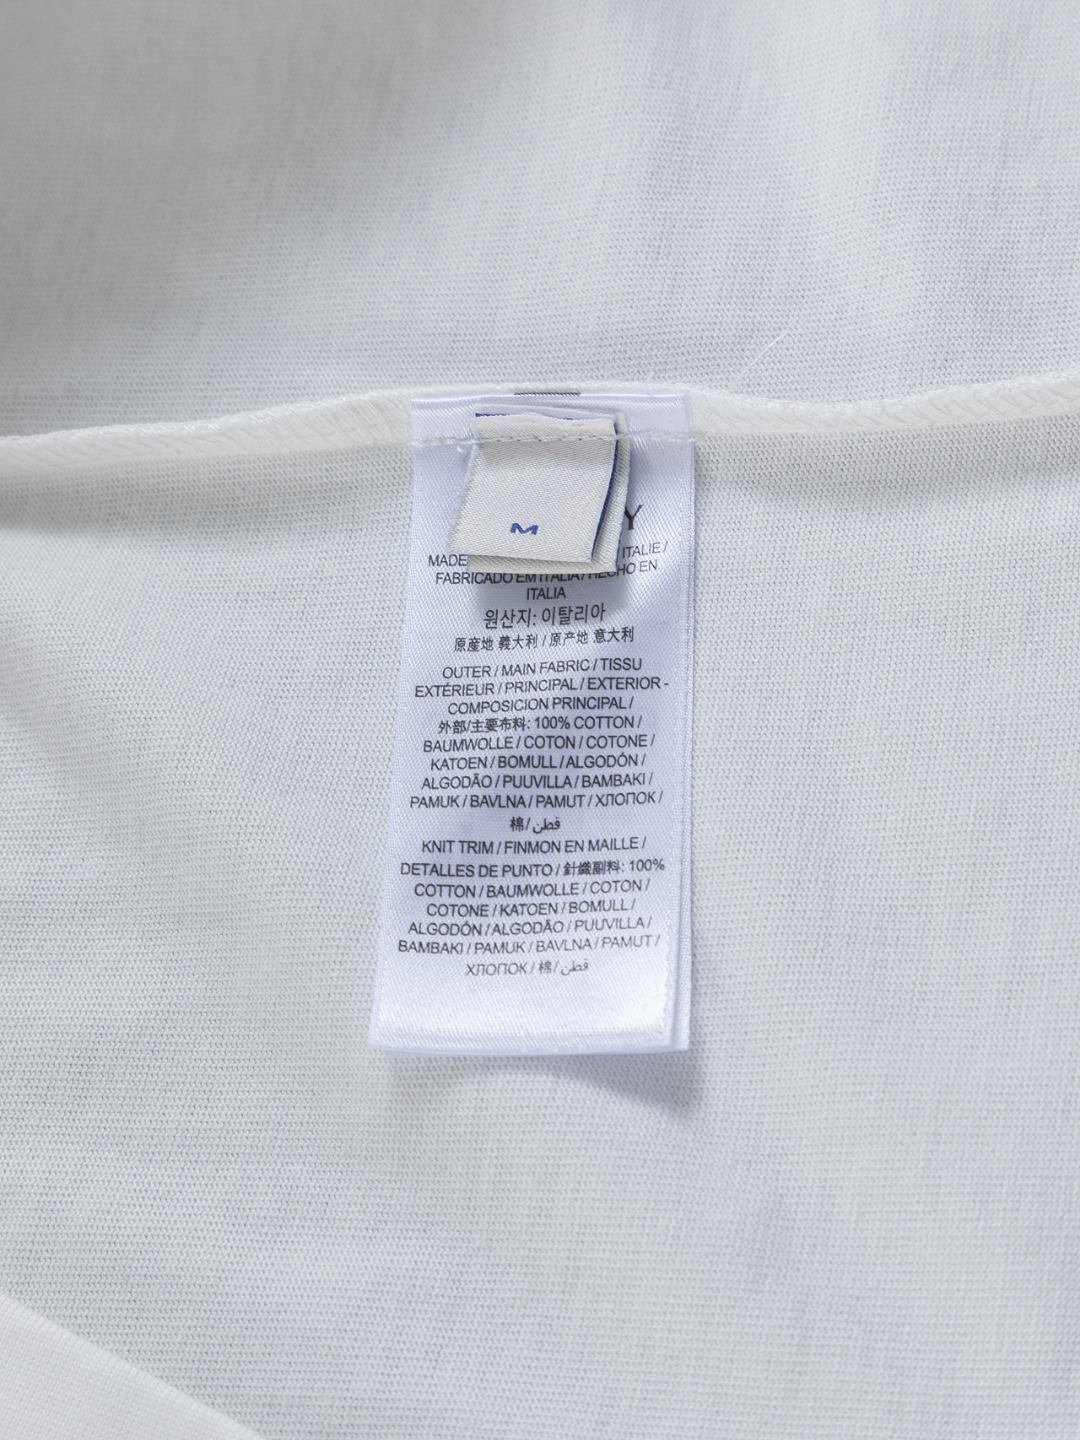 M
Y
MADE ITALIE /
FABRICADO EM ITALIA / HECHO EN
ITALIA
원산지: 이탈리아
原産地 義大利 / 原产地 意大利
OUTER / MAIN FABRIC / TISSU
EXTÉRIEUR / PRINCIPAL / EXTERIOR -
COMPOSICION PRINCIPAL /
外部/主要布料: 100% COTTON /
BAUMWOLLE / COTON / COTONE /
KATOEN / BOMULL / ALGODÓN /
ALGODÃO / PUUVILLA / BAMBAKI /
PAMUK / BAVLNA / PAMUT / ХЛОПОК /
棉 / قطن
KNIT TRIM / FINMON EN MAILLE /
DETALLES DE PUNTO / 針織副料: 100%
COTTON / BAUMWOLLE / COTON /
COTONE / KATOEN / BOMULL /
ALGODÓN / ALGODÃO / PUUVILLA /
BAMBAKI / PAMUK / BAVLNA / PAMUT /
ХЛОПОК / 棉 / قطن